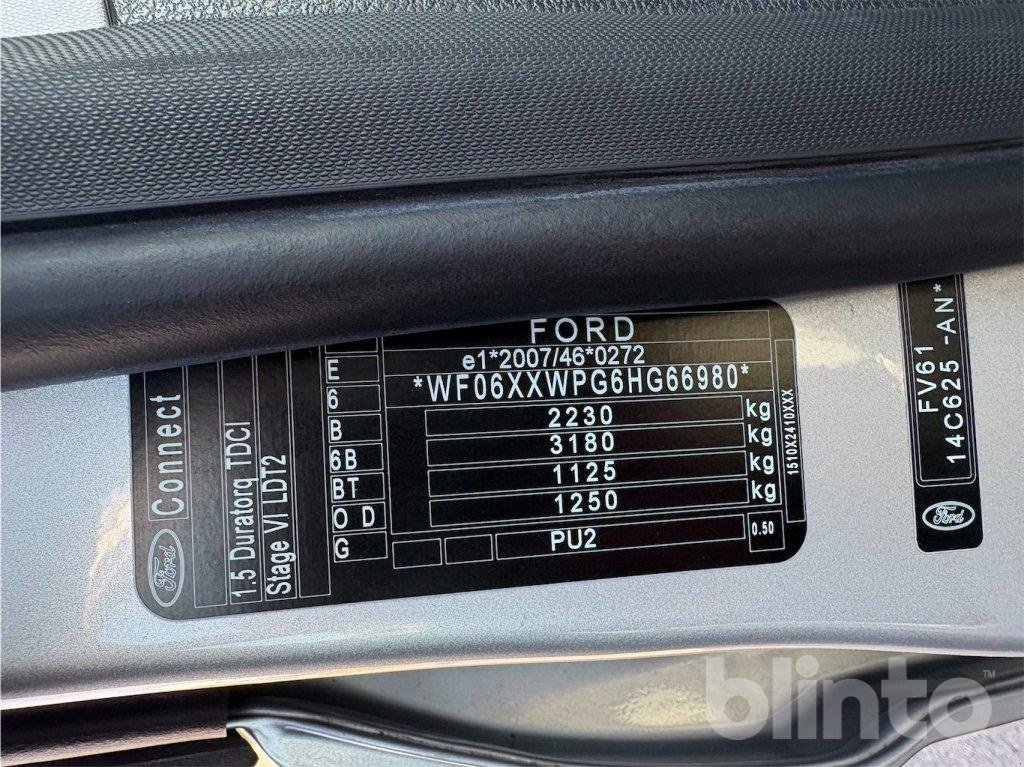 FORD
e1*2007/46*0272
*WF06XXWPG6HG66980*
2230 kg
3180 kg
1125 kg
1250 kg
PU2
0.50
1510X2410XXX
E
6
B
6B
BT
O D
G
Connect
1.5 Duratorq TDCI
Stage VI LDT2
Ford
FV61
14C625 -AN*
Ford
blinto™